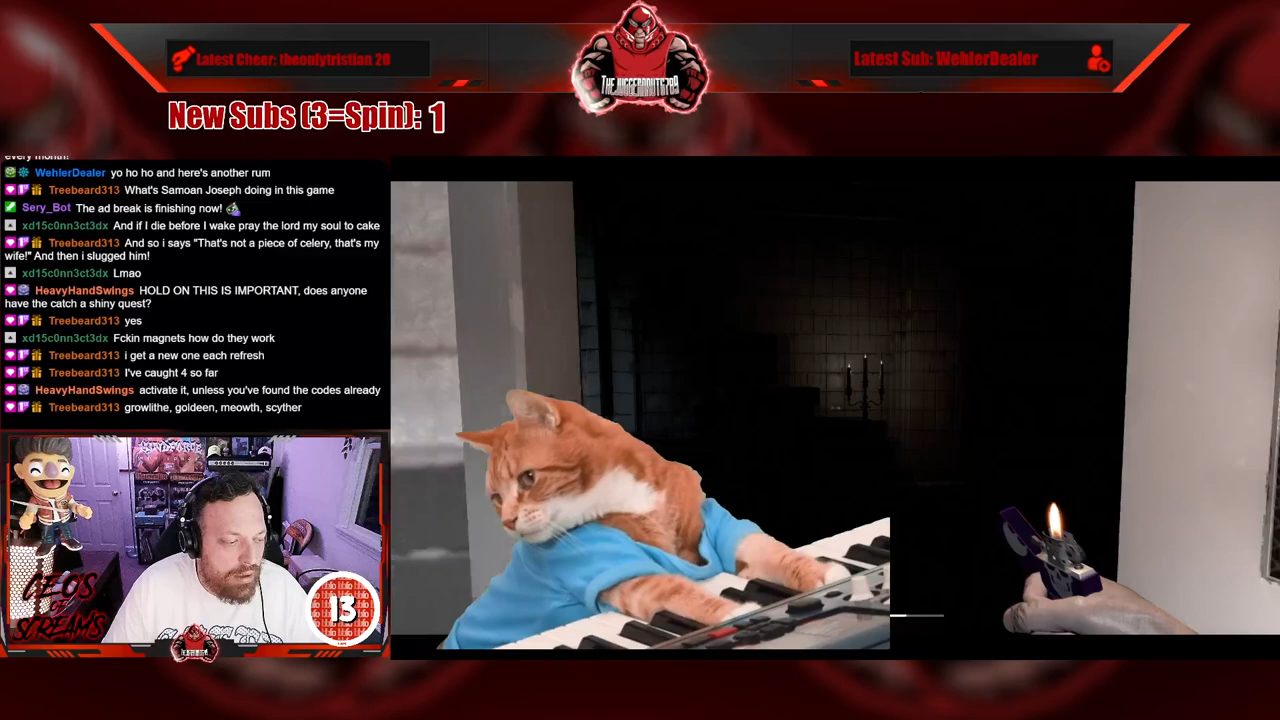 Latest Cheer: theonlytristian 20
THEJUGGERNAUT6789
Latest Sub: WehlerDealer
New Subs (3=Spin): 1
every month!
WehlerDealer yo ho ho and here's another rum
Treebeard313 What's Samoan Joseph doing in this game
Sery_Bot The ad break is finishing now!
xd15c0nn3ct3dx And if I die before I wake pray the lord my soul to cake
Treebeard313 And so i says "That's not a piece of celery, that's my
wife!" And then i slugged him!
xd15c0nn3ct3dx Lmao
HeavyHandSwings HOLD ON THIS IS IMPORTANT, does anyone
have the catch a shiny quest?
Treebeard313 yes
xd15c0nn3ct3dx Fckin magnets how do they work
Treebeard313 i get a new one each refresh
Treebeard313 I've caught 4 so far
HeavyHandSwings activate it, unless you've found the codes already
Treebeard313 growlithe, goldeen, meowth, scyther
CEO'S
OF
STREAMS
13